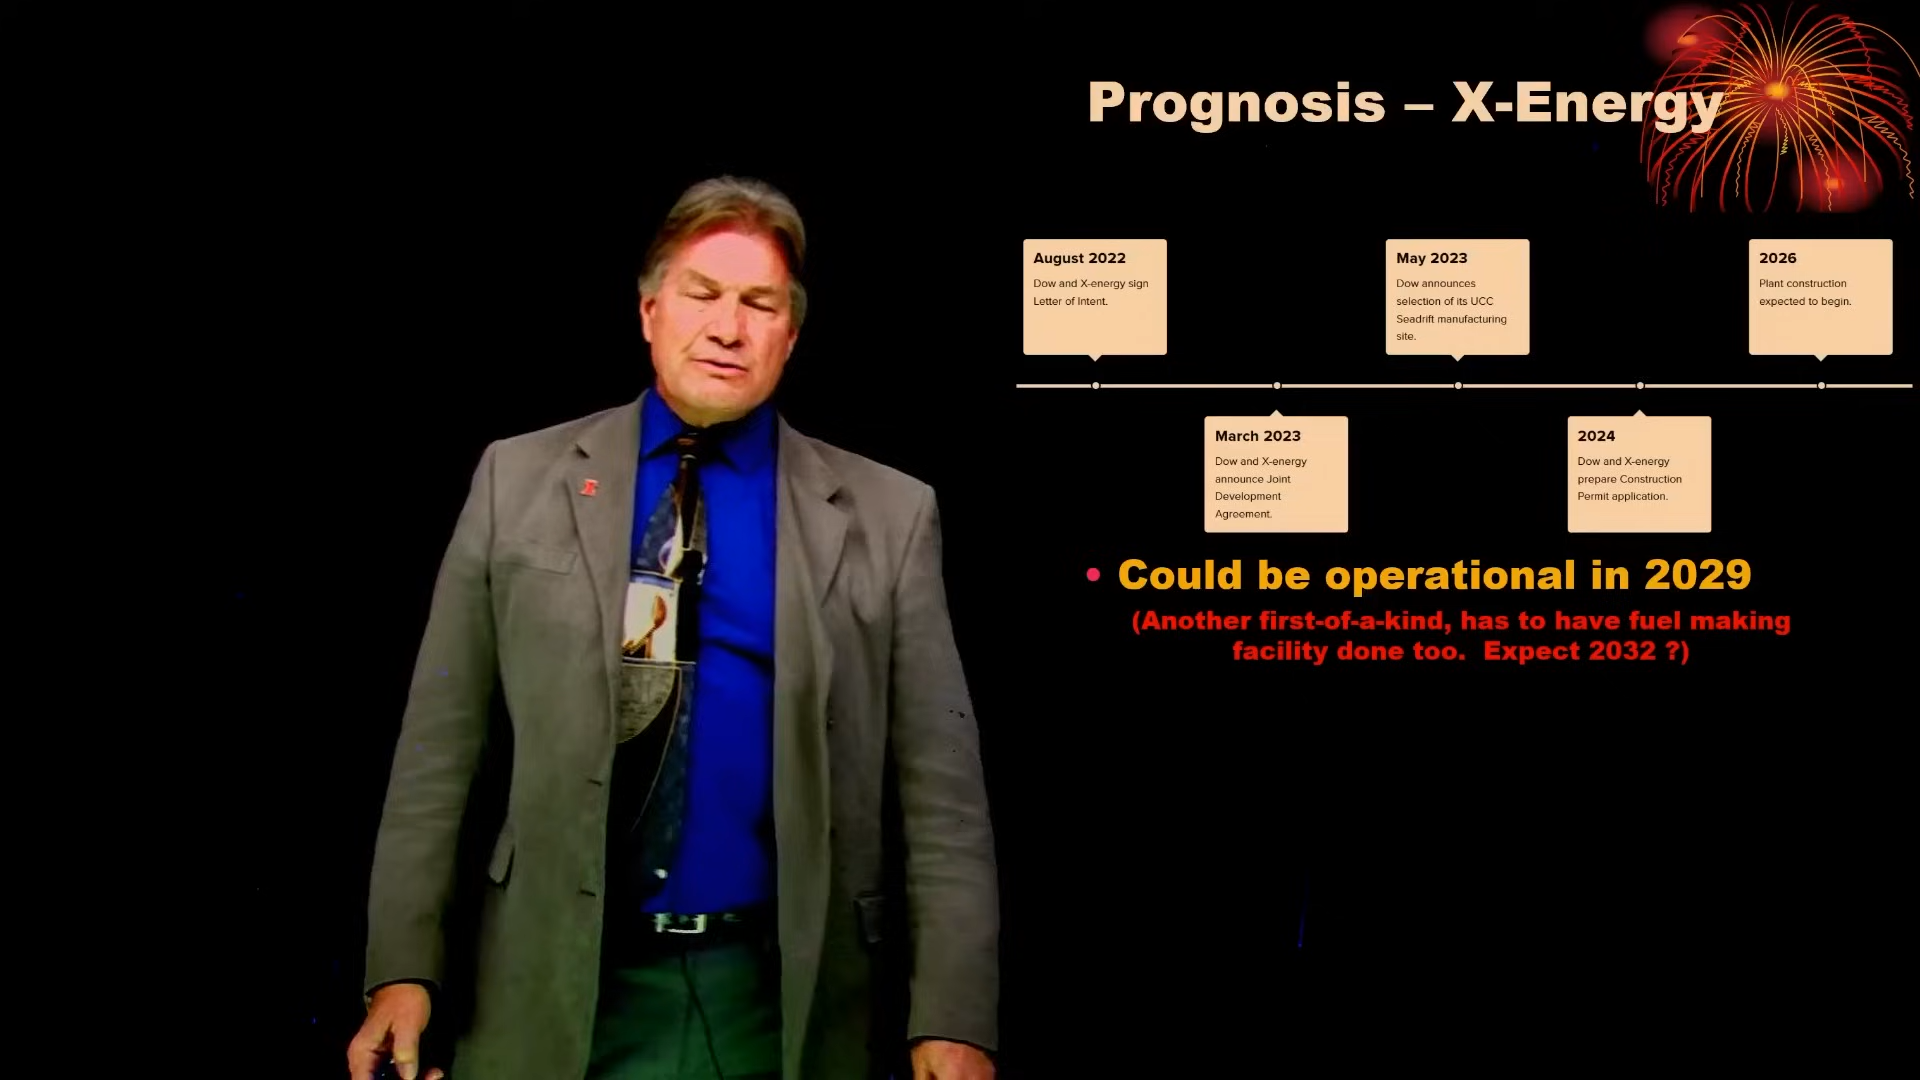 Prognosis – X-Energy
August 2022
Dow and X-energy sign
Letter of Intent.
March 2023
Dow and X-energy
announce Joint
Development
Agreement.
May 2023
Dow announces
selection of its UCC
Seadrift manufacturing
site.
2024
Dow and X-energy
prepare Construction
Permit application.
2026
Plant construction
expected to begin.
• Could be operational in 2029
(Another first-of-a-kind, has to have fuel making
facility done too.  Expect 2032 ?)